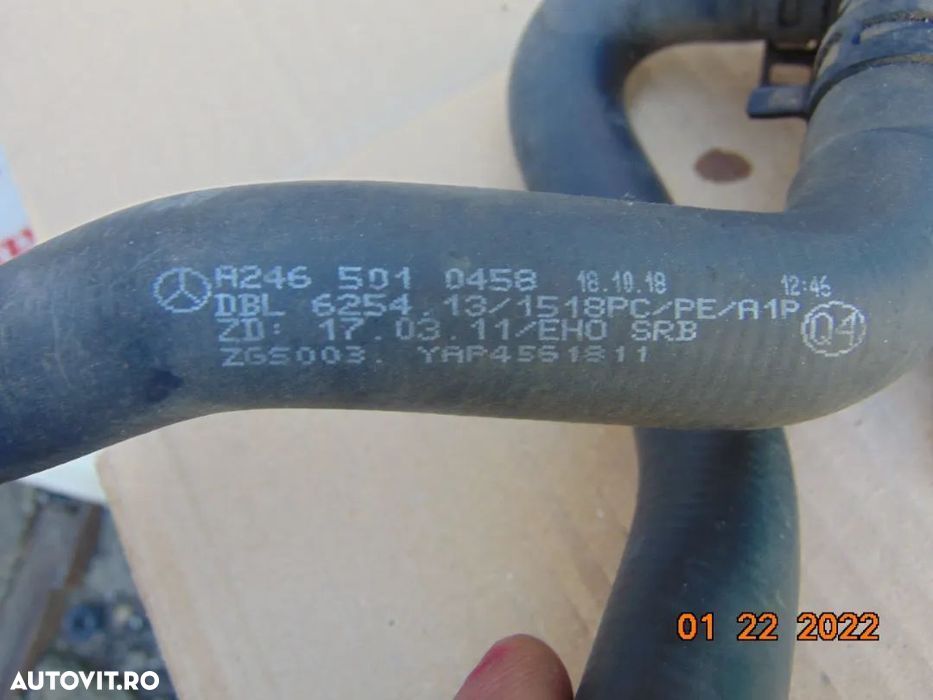 A246 501 0458 18.10.18 12:46
DBL 6254.13/1518PC/PE/A1P
ZD: 17.03.11/EHO SRB Q4
ZGS003. YAP4561811
01 22 2022
AUTOVIT.RO